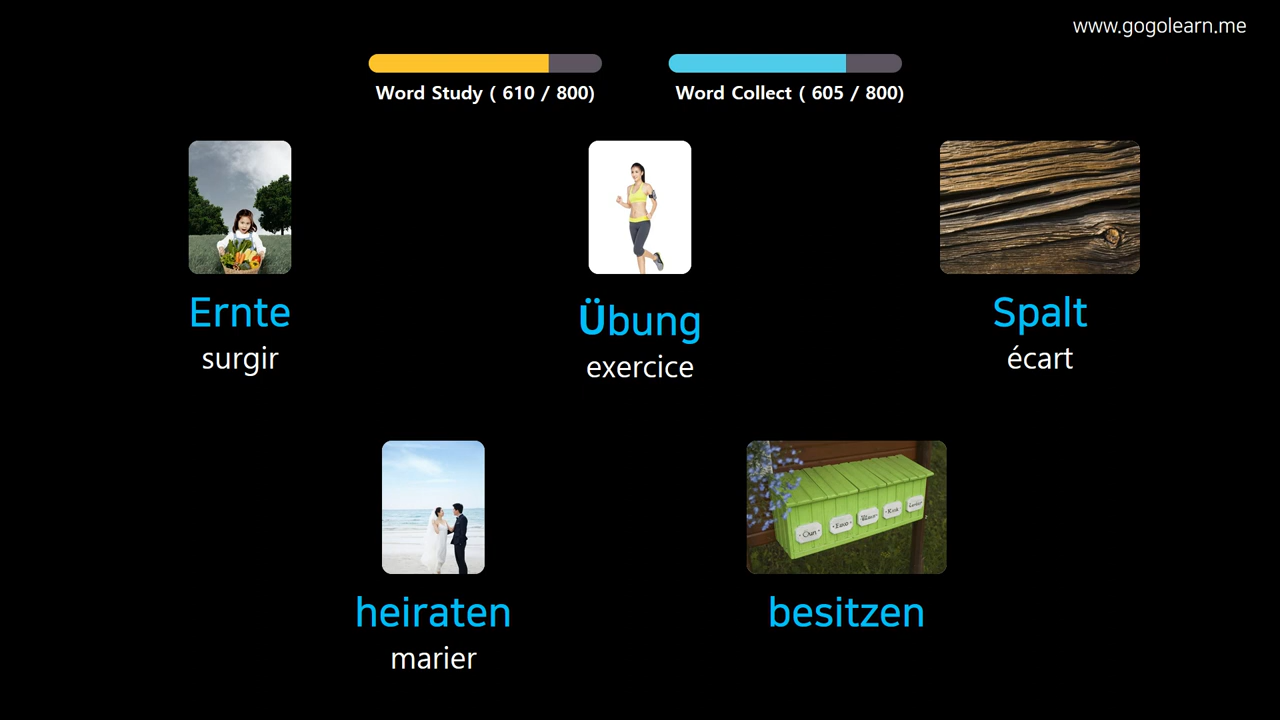 www.gogolearn.me
Word Study ( 610 / 800)
Word Collect ( 605 / 800)
Ernte
surgir
Übung
exercice
Spalt
écart
heiraten
marier
besitzen